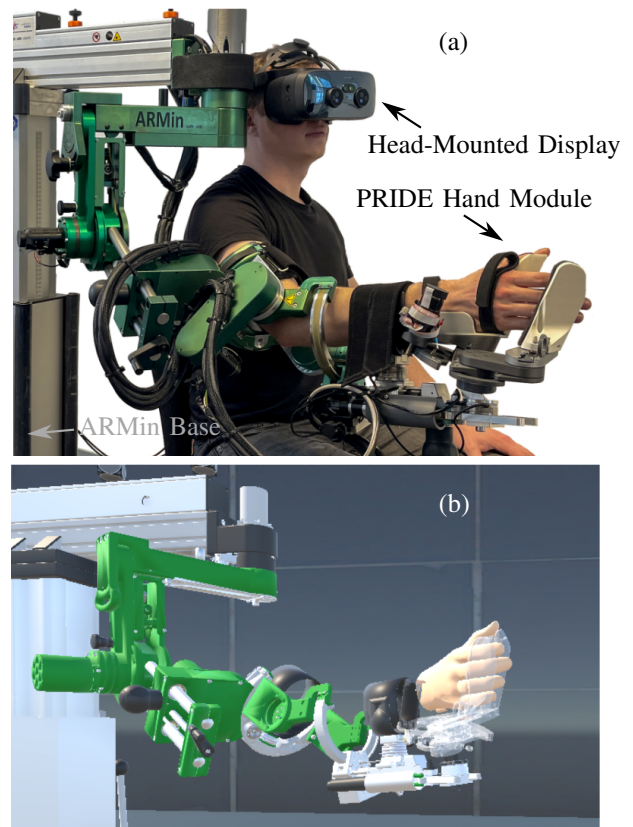 (a)
ARMin
Head-Mounted Display
PRIDE Hand Module
ARMin Base
(b)